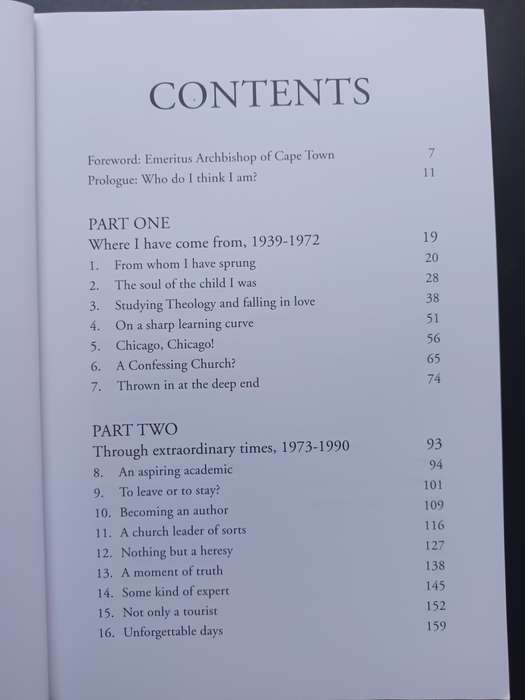 CONTENTS
Foreword: Emeritus Archbishop of Cape Town 7
Prologue: Who do I think I am? 11
PART ONE
Where I have come from, 1939-1972 19
1. From whom I have sprung 20
2. The soul of the child I was 28
3. Studying Theology and falling in love 38
4. On a sharp learning curve 51
5. Chicago, Chicago! 56
6. A Confessing Church? 65
7. Thrown in at the deep end 74
PART TWO
Through extraordinary times, 1973-1990 93
8. An aspiring academic 94
9. To leave or to stay? 101
10. Becoming an author 109
11. A church leader of sorts 116
12. Nothing but a heresy 127
13. A moment of truth 138
14. Some kind of expert 145
15. Not only a tourist 152
16. Unforgettable days 159